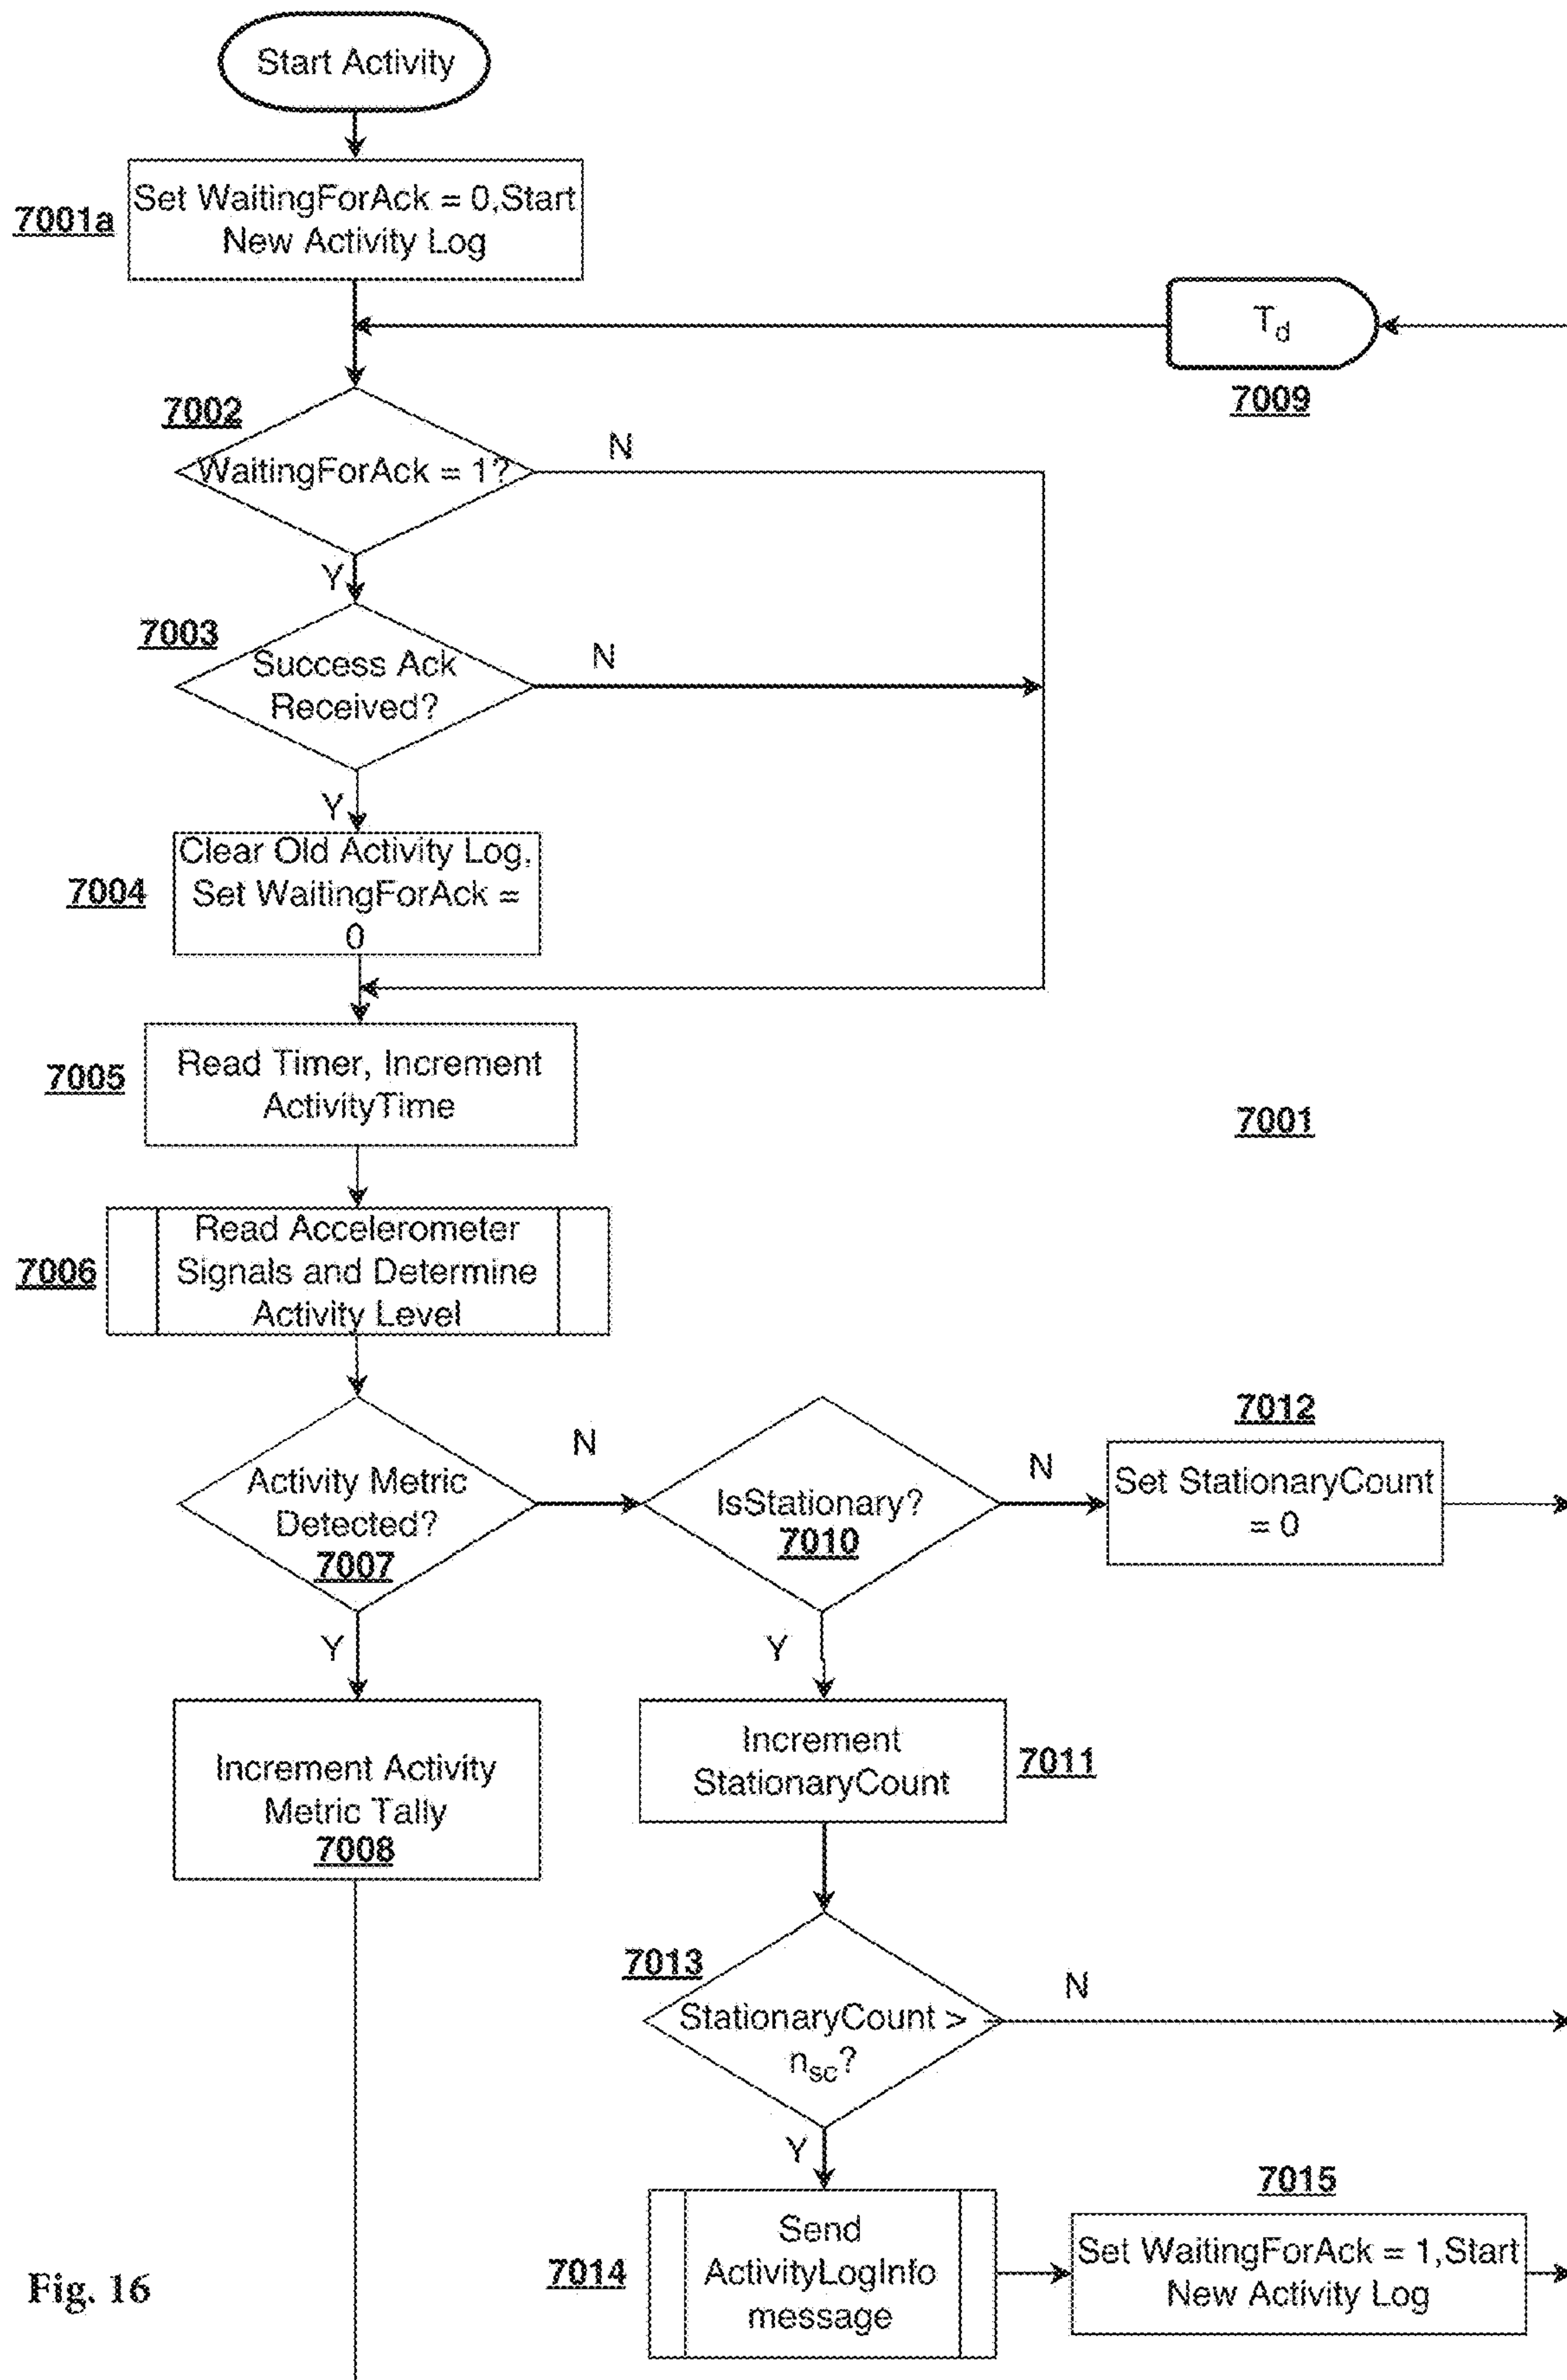 Start Activity
7001a
Set WaitingForAck = 0,Start
New Activity Log
T_d
7009
7002
WaitingForAck = 1?
N
Y
7003
Success Ack
Received?
N
Y
7004
Clear Old Activity Log,
Set WaitingForAck =
0
7005
Read Timer, Increment
ActivityTime
7001
7006
Read Accelerometer
Signals and Determine
Activity Level
Activity Metric
Detected?
7007
N
Y
IsStationary?
7010
N
Y
7012
Set StationaryCount
= 0
Increment Activity
Metric Tally
7008
Increment
StationaryCount
7011
7013
StationaryCount >
n_sc?
N
Y
7014
Send
ActivityLogInfo
message
7015
Set WaitingForAck = 1,Start
New Activity Log
Fig. 16